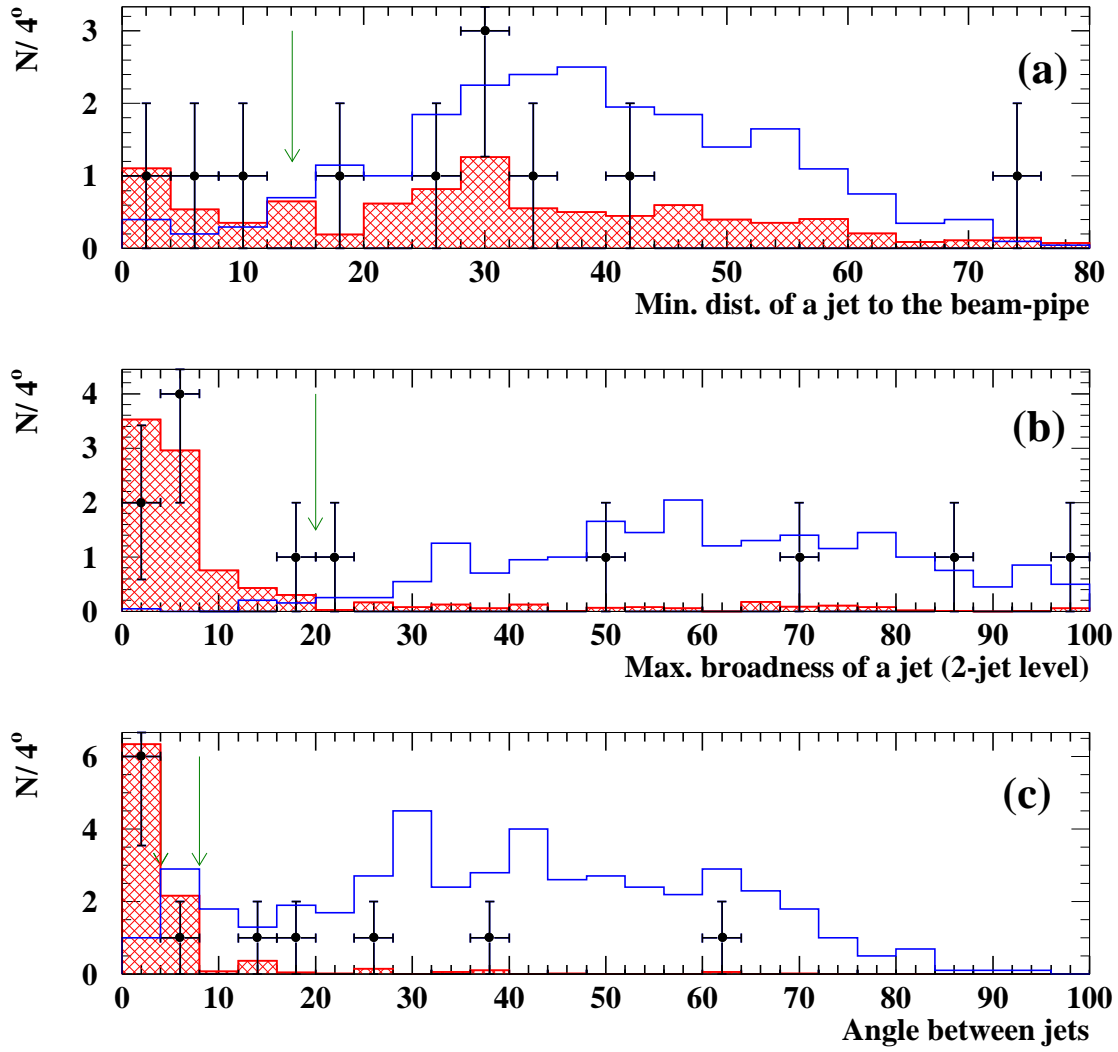 N/ 4°
3
2
1
0
(a)
0 10 20 30 40 50 60 70 80
Min. dist. of a jet to the beam-pipe
N/ 4°
4
3
2
1
0
(b)
0 10 20 30 40 50 60 70 80 90 100
Max. broadness of a jet (2-jet level)
N/ 4°
6
4
2
0
(c)
0 10 20 30 40 50 60 70 80 90 100
Angle between jets